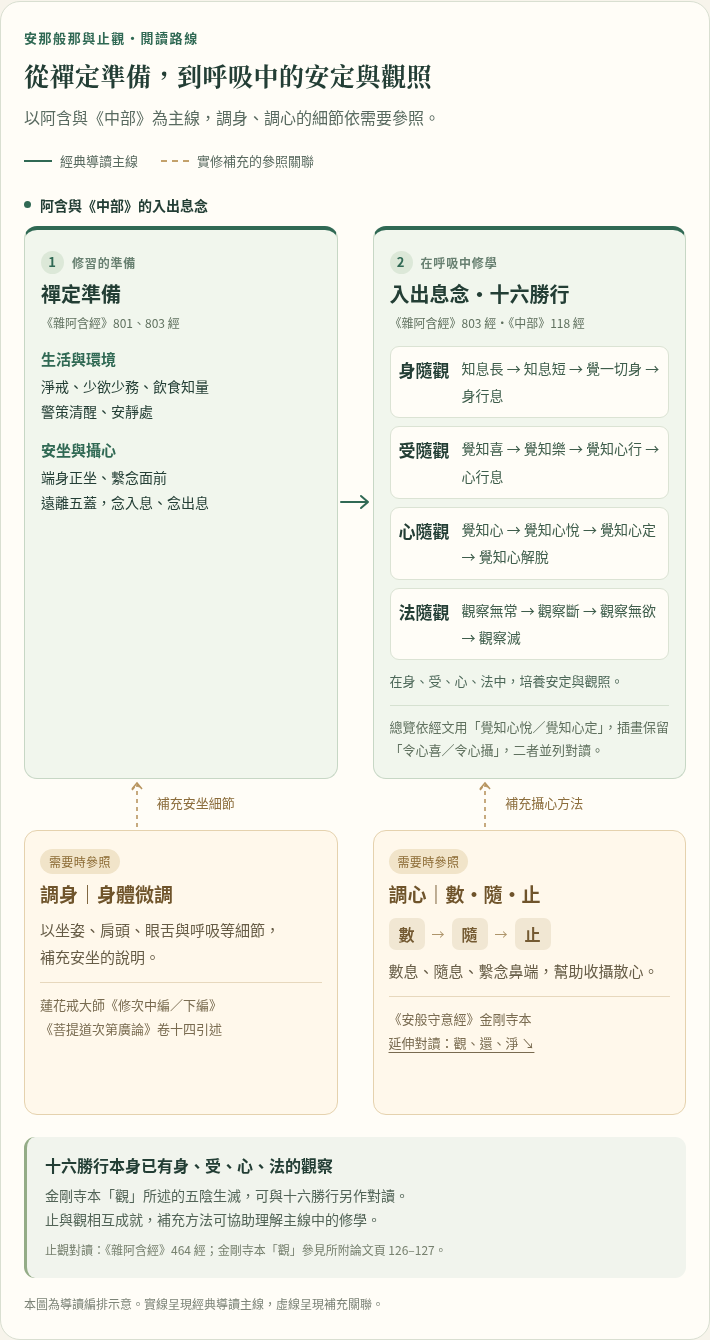 安那般那與止觀・閱讀路線
從禪定準備，到呼吸中的安定與觀照
以阿含與《中部》為主線，調身、調心的細節依需要參照。
經典導讀主線
實修補充的參照關聯
阿含與《中部》的入出息念
1 修習的準備
禪定準備
《雜阿含經》801、803 經
生活與環境
淨戒、少欲少務、飲食知量
警策清醒、安靜處
安坐與攝心
端身正坐、繫念面前
遠離五蓋，念入息、念出息
2 在呼吸中修學
入出息念・十六勝行
《雜阿含經》803 經・《中部》118 經
身隨觀 知息長 → 知息短 → 覺一切身 →
身行息
受隨觀 覺知喜 → 覺知樂 → 覺知心行 →
心行息
心隨觀 覺知心 → 覺知心悅 → 覺知心定
→ 覺知心解脫
法隨觀 觀察無常 → 觀察斷 → 觀察無欲
→ 觀察滅
在身、受、心、法中，培養安定與觀照。
總覽依經文用「覺知心悅／覺知心定」，插畫保留
「令心喜／令心攝」，二者並列對讀。
補充安坐細節
補充攝心方法
需要時參照
調身｜身體微調
以坐姿、肩頭、眼舌與呼吸等細節，
補充安坐的說明。
蓮花戒大師《修次中編／下編》
《菩提道次第廣論》卷十四引述
需要時參照
調心｜數・隨・止
數 → 隨 → 止
數息、隨息、繫念鼻端，幫助收攝散心。
《安般守意經》金剛寺本
延伸對讀：觀、還、淨 ↘
十六勝行本身已有身、受、心、法的觀察
金剛寺本「觀」所述的五陰生滅，可與十六勝行另作對讀。
止與觀相互成就，補充方法可協助理解主線中的修學。
止觀對讀：《雜阿含經》464 經；金剛寺本「觀」參見所附論文頁 126–127。
本圖為導讀編排示意。實線呈現經典導讀主線，虛線呈現補充關聯。